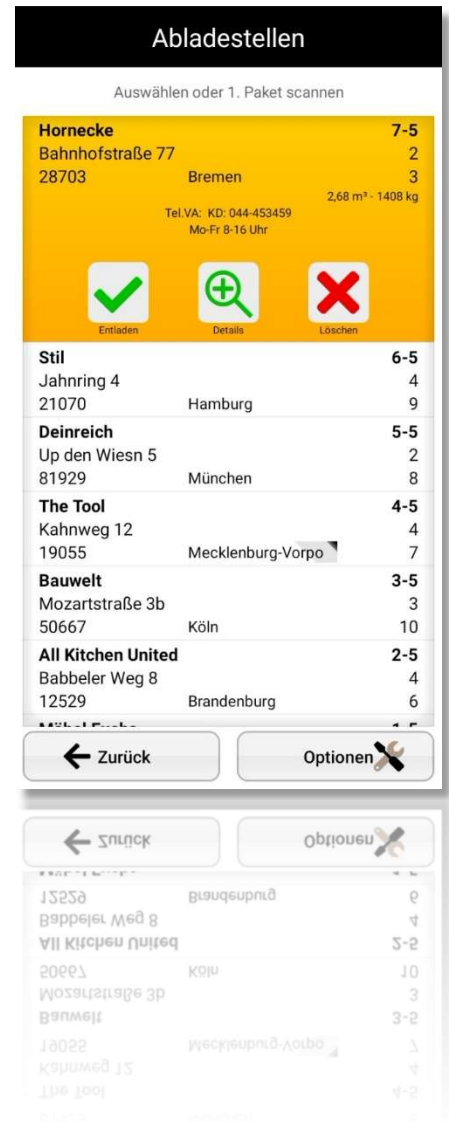 Abladestellen
Auswählen oder 1. Paket scannen
Hornecke 7-5
Bahnhofstraße 77 2
28703 Bremen 3
2,68 m³ - 1408 kg
Tel.VA: KD: 044-453459
Mo-Fr 8-16 Uhr
Entladen Details Löschen
Stil 6-5
Jahnring 4 4
21070 Hamburg 9
Deinreich 5-5
Up den Wiesn 5 2
81929 München 8
The Tool 4-5
Kahnweg 12 4
19055 Mecklenburg-Vorpo 7
Bauwelt 3-5
Mozartstraße 3b 3
50667 Köln 10
All Kitchen United 2-5
Babbeler Weg 8 4
12529 Brandenburg 6
Zurück Optionen